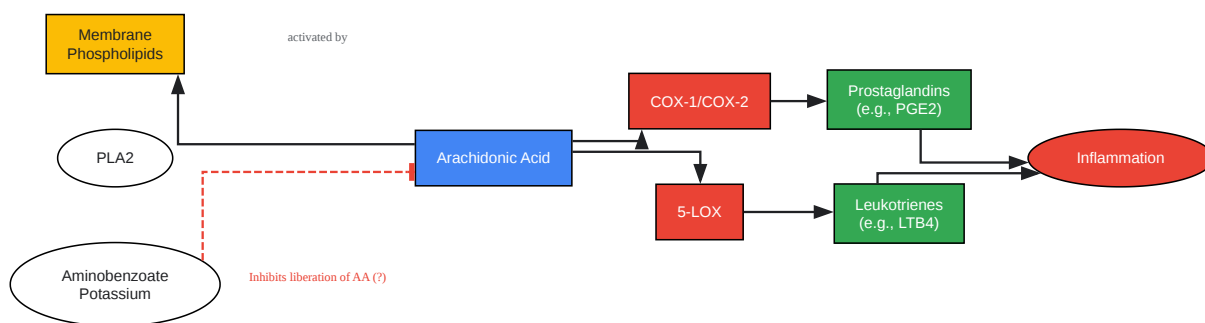 Membrane
Phospholipids
activated by
PLA2
Arachidonic Acid
COX-1/COX-2
Prostaglandins
(e.g., PGE2)
Inflammation
5-LOX
Leukotrienes
(e.g., LTB4)
Aminobenzoate
Potassium
Inhibits liberation of AA (?)